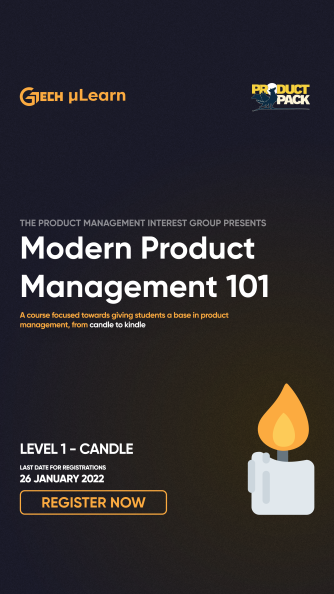 GTECH µLearn
PRODUCT
PACK
THE PRODUCT MANAGEMENT INTEREST GROUP PRESENTS
Modern Product
Management 101
A course focused towards giving students a base in product
management, from candle to kindle
LEVEL 1 - CANDLE
LAST DATE FOR REGISTRATIONS
26 JANUARY 2022
REGISTER NOW